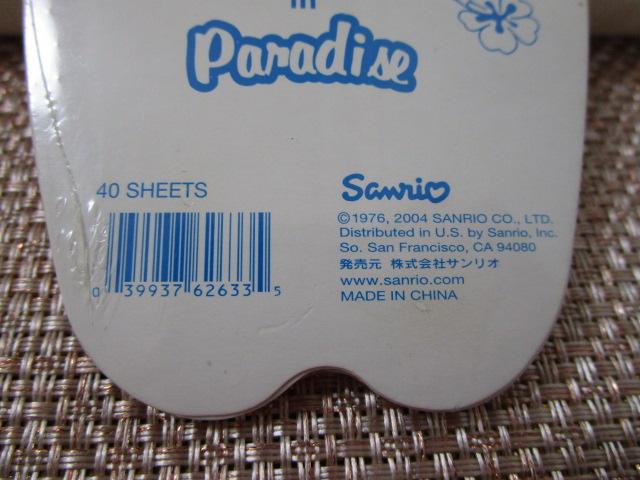 in
Paradise
40 SHEETS
Sanrio
©1976, 2004 SANRIO CO., LTD.
Distributed in U.S. by Sanrio, Inc.
So. San Francisco, CA 94080
発売元 株式会社サンリオ
www.sanrio.com
MADE IN CHINA
0 39937 62633 5